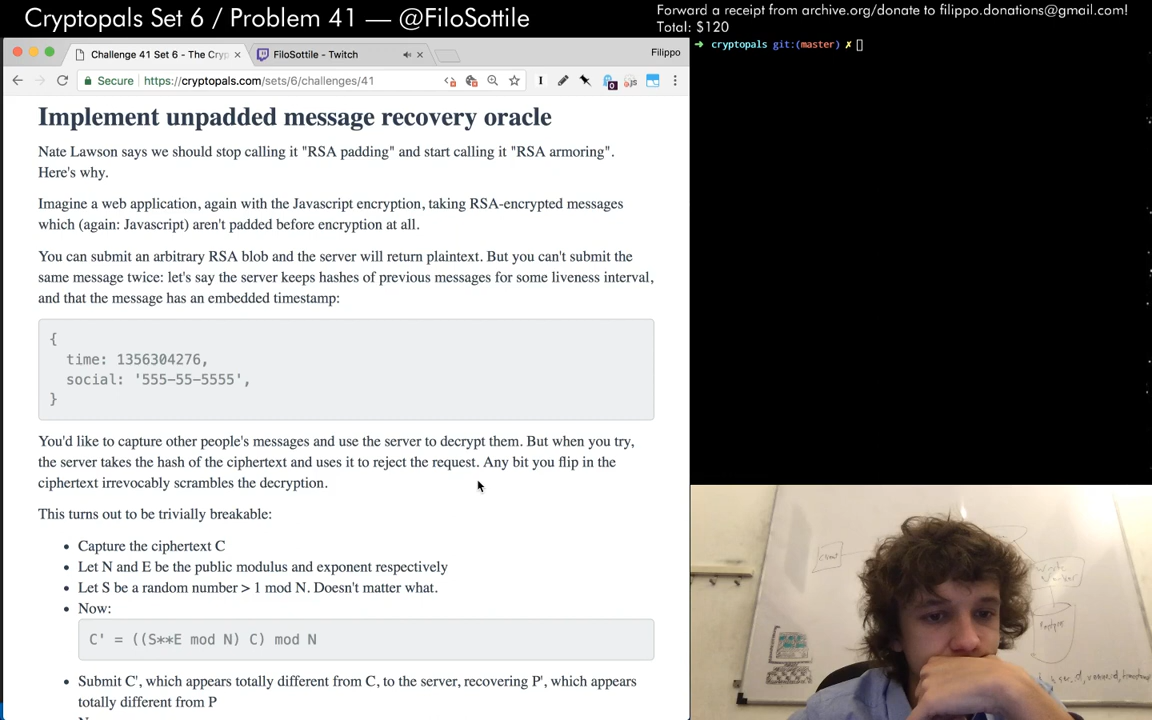 Cryptopals Set 6 / Problem 41 — @FiloSottile
Forward a receipt from archive.org/donate to filippo.donations@gmail.com!
Total: $120
Challenge 41 Set 6 - The Cryp
FiloSottile - Twitch
Filippo
Secure
https://cryptopals.com/sets/6/challenges/41
➜ cryptopals git:(master) ✗
Implement unpadded message recovery oracle
Nate Lawson says we should stop calling it "RSA padding" and start calling it "RSA armoring".
Here's why.
Imagine a web application, again with the Javascript encryption, taking RSA-encrypted messages
which (again: Javascript) aren't padded before encryption at all.
You can submit an arbitrary RSA blob and the server will return plaintext. But you can't submit the
same message twice: let's say the server keeps hashes of previous messages for some liveness interval,
and that the message has an embedded timestamp:
{
time: 1356304276,
social: '555-55-5555',
}
You'd like to capture other people's messages and use the server to decrypt them. But when you try,
the server takes the hash of the ciphertext and uses it to reject the request. Any bit you flip in the
ciphertext irrevocably scrambles the decryption.
This turns out to be trivially breakable:
• Capture the ciphertext C
• Let N and E be the public modulus and exponent respectively
• Let S be a random number > 1 mod N. Doesn't matter what.
• Now:
C' = ((S**E mod N) C) mod N
• Submit C', which appears totally different from C, to the server, recovering P', which appears
totally different from P